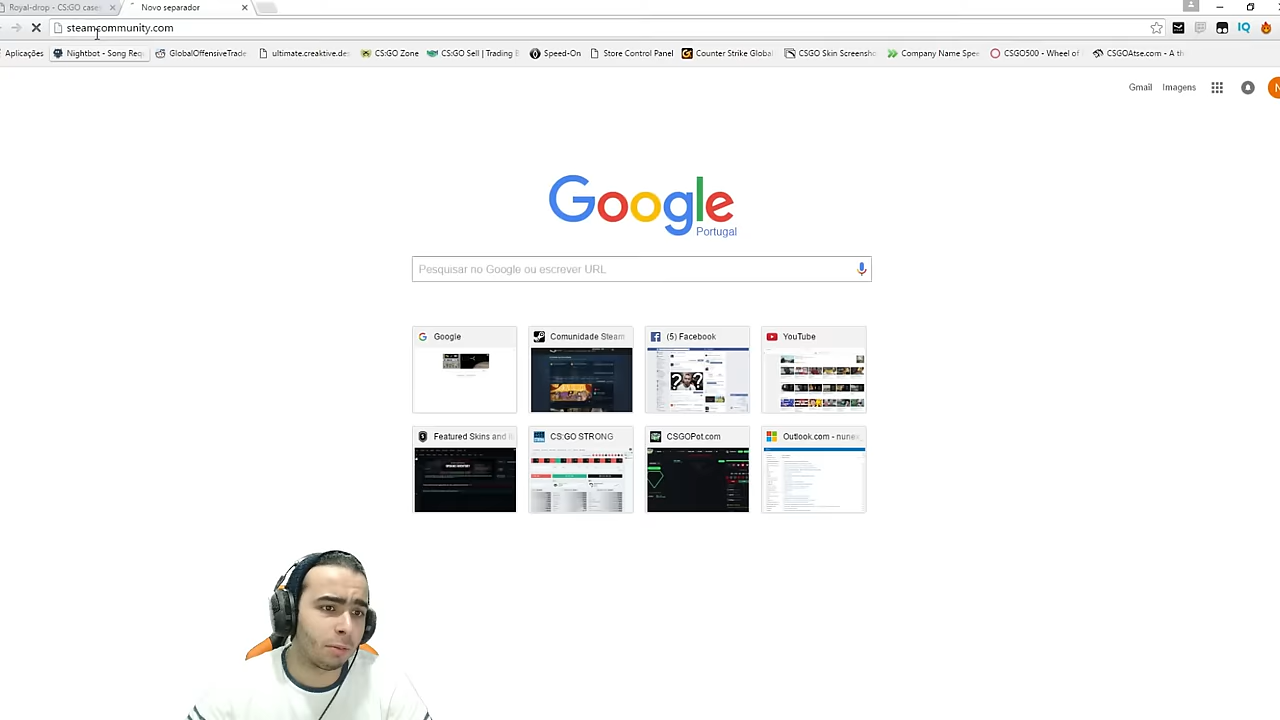 Royal-drop - CS:GO case
Novo separador
steamcommunity.com
Aplicações
Nightbot - Song Req
GlobalOffensiveTrade
ultimate.creaktive.de
CS:GO Zone
CS:GO Sell | Trading B
Speed-On
Store Control Panel
Counter Strike Global
CSGO Skin Screensho
Company Name Spee
CSGO500 - Wheel of
CSGOAtse.com - A th
Gmail
Imagens
N
Google
Portugal
Pesquisar no Google ou escrever URL
Google
Comunidade Steam
(5) Facebook
YouTube
Featured Skins and It
CS:GO STRONG
CSGOPot.com
Outlook.com - nune